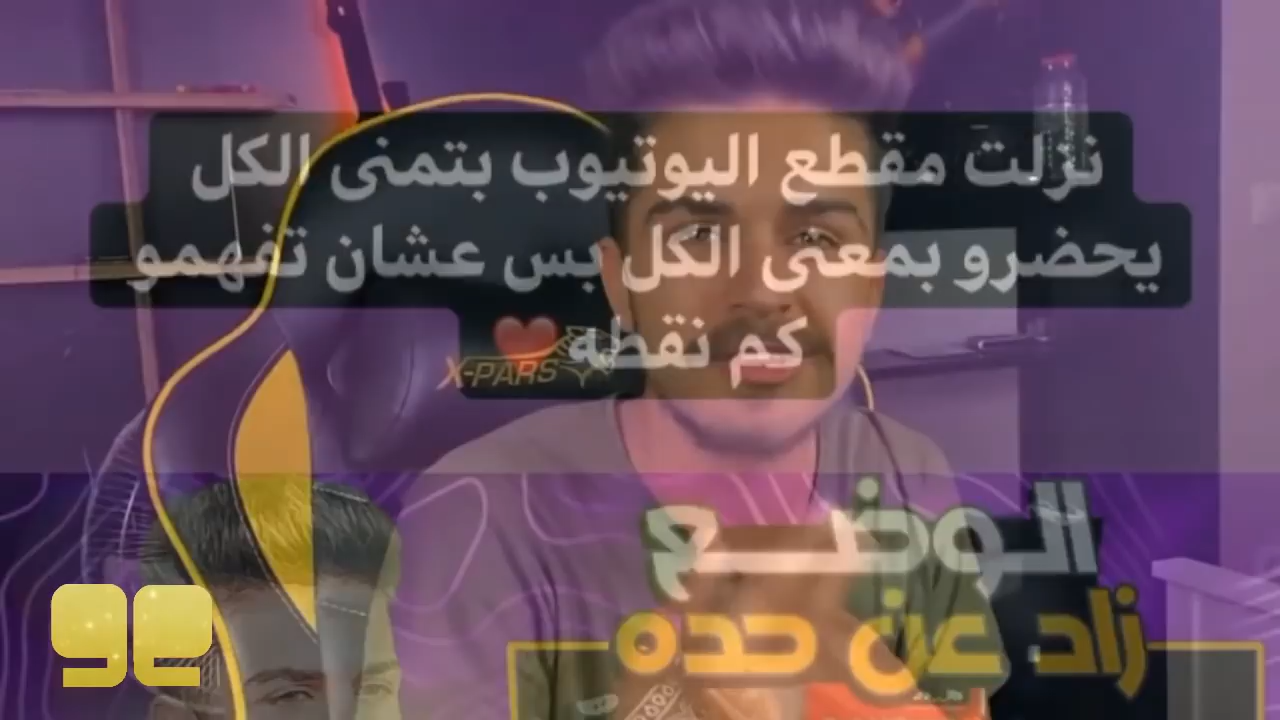 نزلت مقطع اليوتيوب بتمنى الكل
يحضرو بمعنى الكل بس عشان تفهمو
كم نقطه❤️
X-PARS
الوضع
زاد عن حده